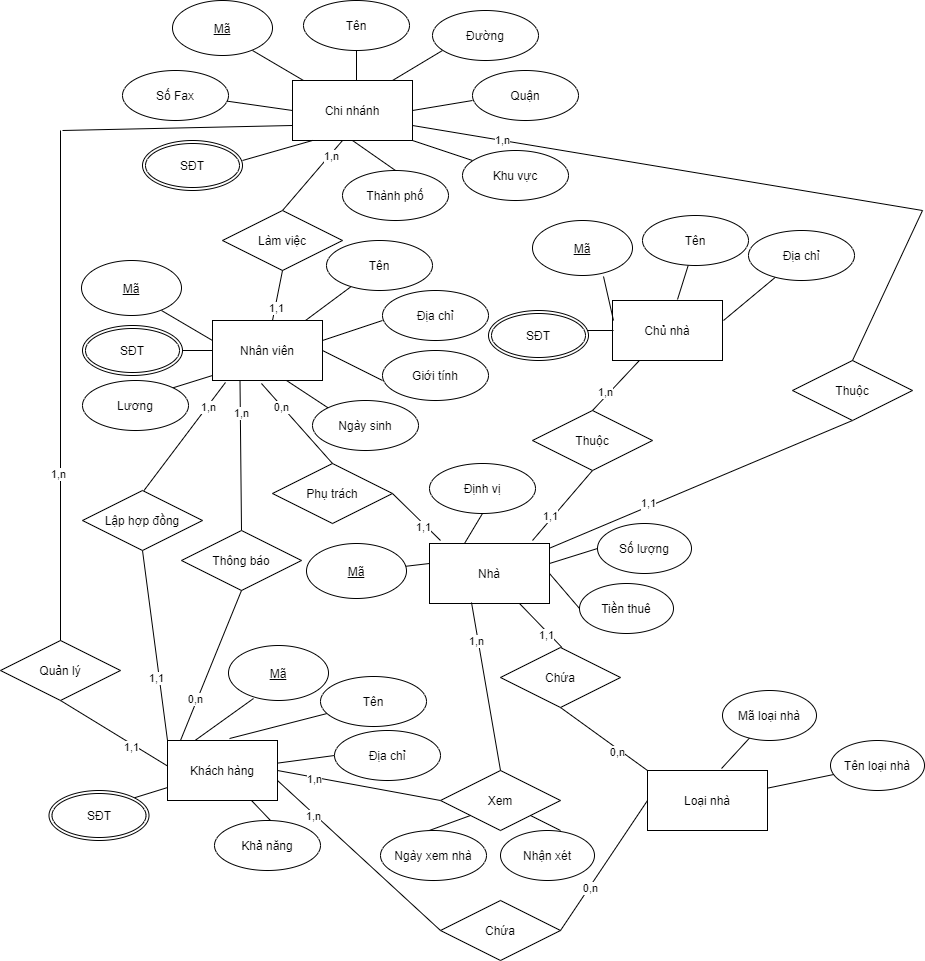 Mã
Tên
Đường
Số Fax
Chi nhánh
Quận
SĐT
Thành phố
Khu vực
1,n
1,n
Làm việc
1,1
Mã
Tên
Địa chỉ
SĐT
Nhân viên
Giới tính
Lương
Ngày sinh
Mã
Tên
Địa chỉ
SĐT
Chủ nhà
Thuộc
1,n
1,n
0,n
1,n
Thuộc
1,n
Lập hợp đồng
Phụ trách
Định vị
1,1
1,1
1,1
Thông báo
Mã
Nhà
Số lượng
Tiền thuê
1,n
1,1
Quản lý
1,1
0,n
Mã
Chứa
Tên
Mã loại nhà
1,1
Địa chỉ
0,n
Tên loại nhà
Khách hàng
1,n
Xem
Loại nhà
SĐT
1,n
Khả năng
Ngày xem nhà
Nhận xét
0,n
Chứa